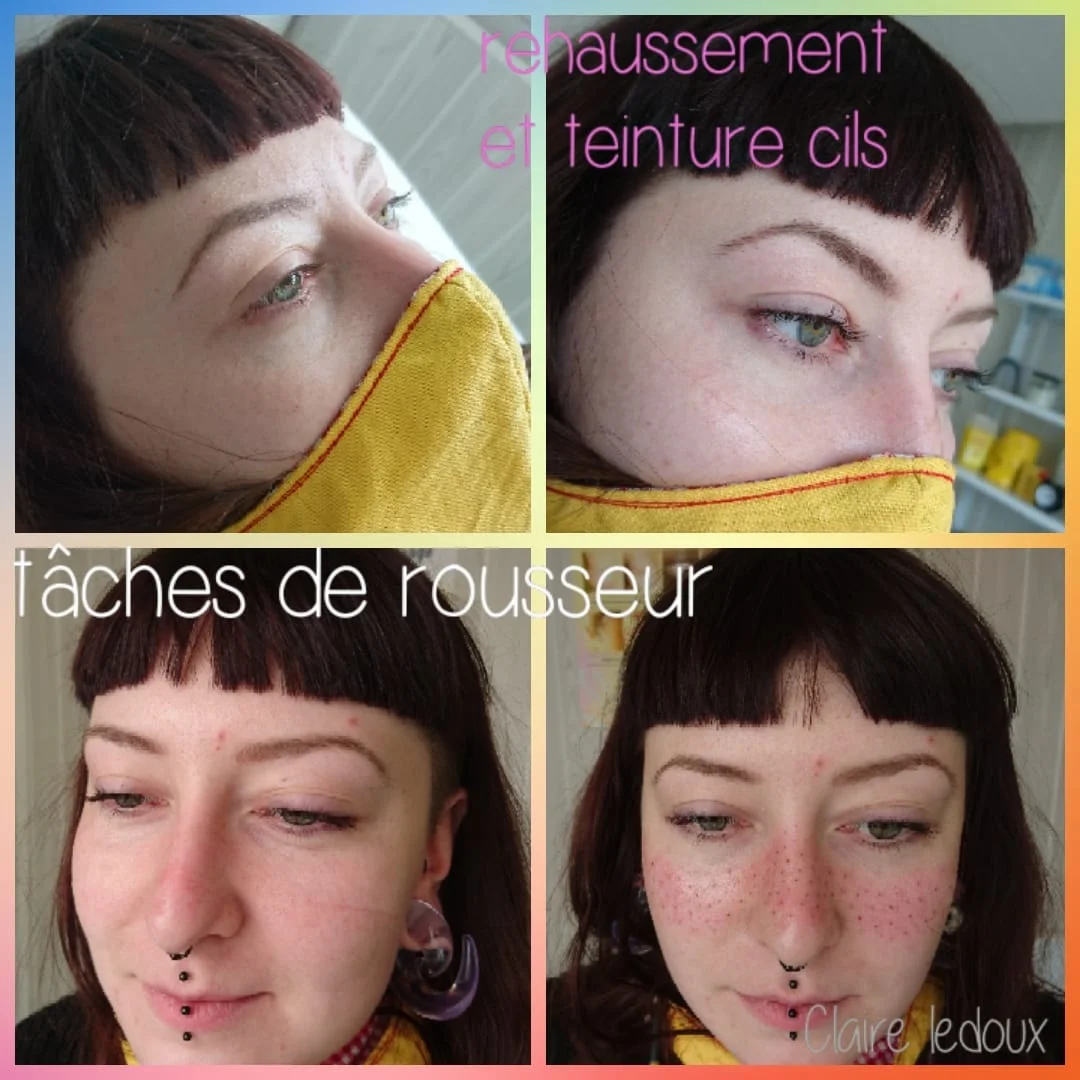 rehaussement
et teinture cils
tâches de rousseur
Claire ledoux